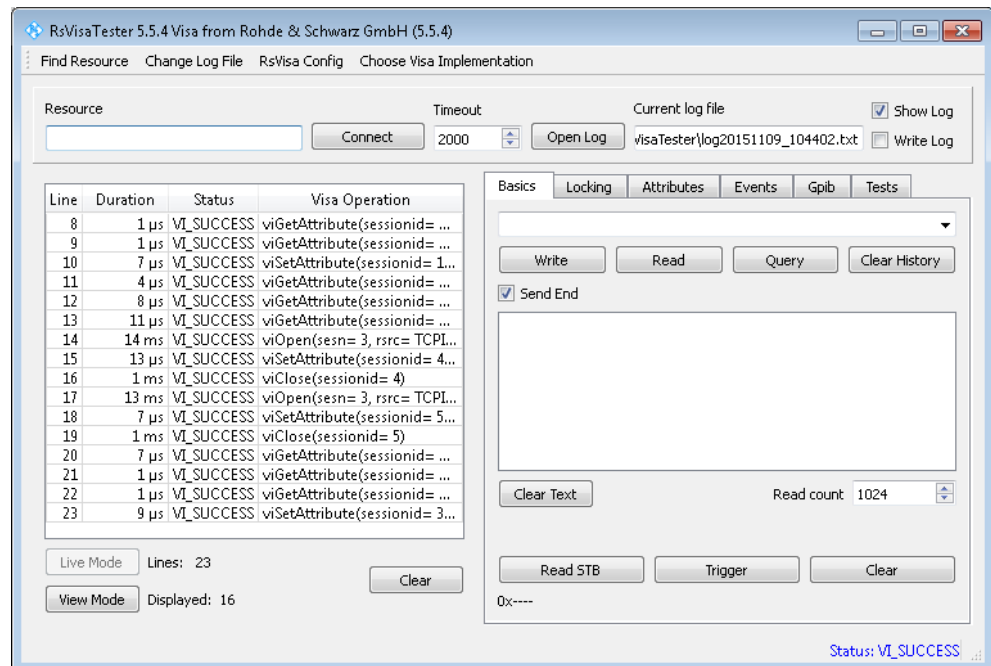 RsVisaTester 5.5.4 Visa from Rohde & Schwarz GmbH (5.5.4)
Find Resource Change Log File RsVisa Config Choose Visa Implementation
Resource Timeout Current log file Show Log
Connect 2000 Open Log VisaTester\log20151109_104402.txt Write Log
Basics Locking Attributes Events Gpib Tests
Line Duration Status Visa Operation
8 1 µs VI_SUCCESS viGetAttribute(sessionid= ...
9 1 µs VI_SUCCESS viGetAttribute(sessionid= ...
10 7 µs VI_SUCCESS viSetAttribute(sessionid= 1...
11 4 µs VI_SUCCESS viGetAttribute(sessionid= ...
12 8 µs VI_SUCCESS viGetAttribute(sessionid= ...
13 11 µs VI_SUCCESS viGetAttribute(sessionid= ...
14 14 ms VI_SUCCESS viOpen(sesn= 3, rsrc= TCPI...
15 13 µs VI_SUCCESS viSetAttribute(sessionid= 4...
16 1 ms VI_SUCCESS viClose(sessionid= 4)
17 13 ms VI_SUCCESS viOpen(sesn= 3, rsrc= TCPI...
18 7 µs VI_SUCCESS viSetAttribute(sessionid= 5...
19 1 ms VI_SUCCESS viClose(sessionid= 5)
20 7 µs VI_SUCCESS viGetAttribute(sessionid= ...
21 1 µs VI_SUCCESS viGetAttribute(sessionid= ...
22 1 µs VI_SUCCESS viGetAttribute(sessionid= ...
23 9 µs VI_SUCCESS viSetAttribute(sessionid= 3...
Write Read Query Clear History
Send End
Clear Text Read count 1024
Live Mode Lines: 23
Clear
View Mode Displayed: 16
Read STB Trigger Clear
0x----
Status: VI_SUCCESS